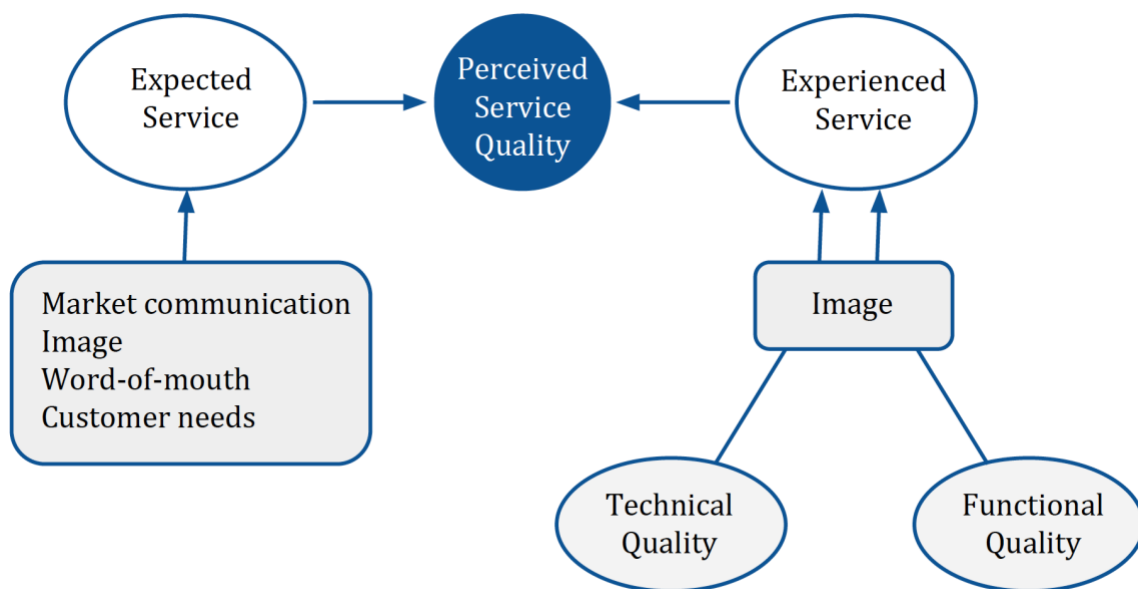 Expected
Service
Perceived
Service
Quality
Experienced
Service
Market communication
Image
Word-of-mouth
Customer needs
Image
Technical
Quality
Functional
Quality